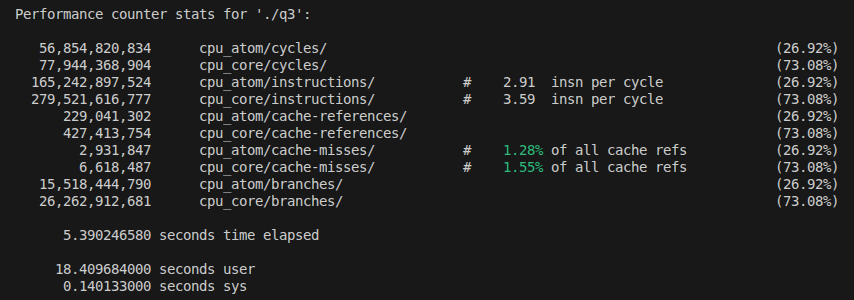 Performance counter stats for './q3':
56,854,820,834 cpu_atom/cycles/ (26.92%)
77,944,368,904 cpu_core/cycles/ (73.08%)
165,242,897,524 cpu_atom/instructions/ # 2.91 insn per cycle (26.92%)
279,521,616,777 cpu_core/instructions/ # 3.59 insn per cycle (73.08%)
229,041,302 cpu_atom/cache-references/ (26.92%)
427,413,754 cpu_core/cache-references/ (73.08%)
2,931,847 cpu_atom/cache-misses/ # 1.28% of all cache refs (26.92%)
6,618,487 cpu_core/cache-misses/ # 1.55% of all cache refs (73.08%)
15,518,444,790 cpu_atom/branches/ (26.92%)
26,262,912,681 cpu_core/branches/ (73.08%)
5.390246580 seconds time elapsed
18.409684000 seconds user
0.140133000 seconds sys